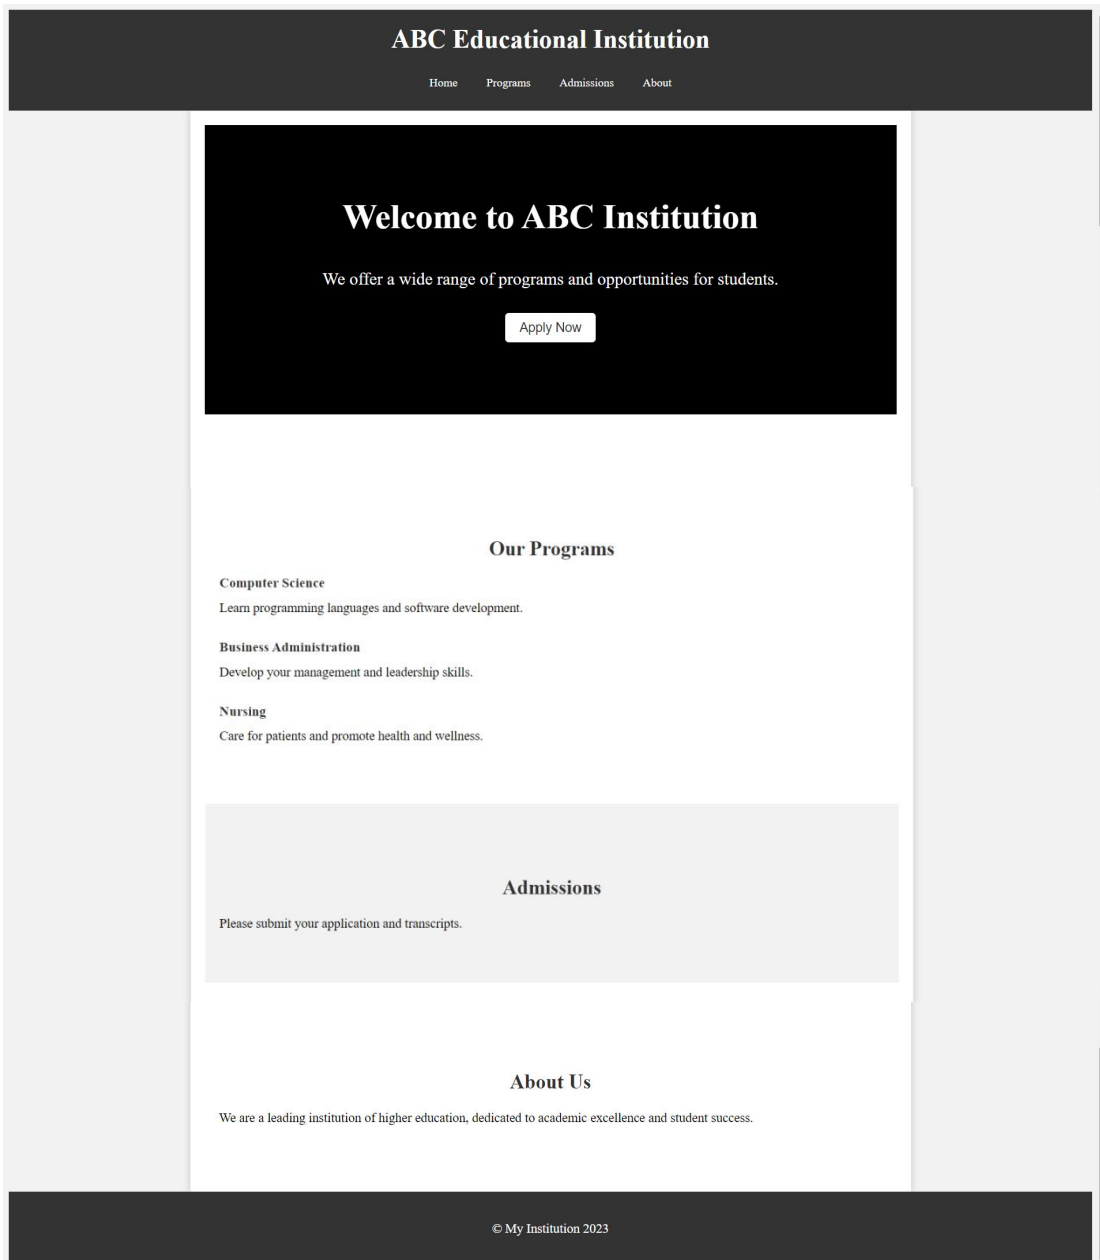 ABC Educational Institution
Home Programs Admissions About
Welcome to ABC Institution
We offer a wide range of programs and opportunities for students.
Apply Now
Our Programs
Computer Science
Learn programming languages and software development.
Business Administration
Develop your management and leadership skills.
Nursing
Care for patients and promote health and wellness.
Admissions
Please submit your application and transcripts.
About Us
We are a leading institution of higher education, dedicated to academic excellence and student success.
© My Institution 2023